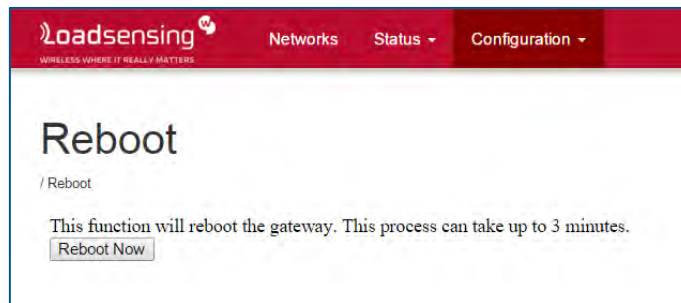 Loadsensing
WIRELESS WHERE IT REALLY MATTERS
Networks Status Configuration
Reboot
/ Reboot
This function will reboot the gateway. This process can take up to 3 minutes.
Reboot Now